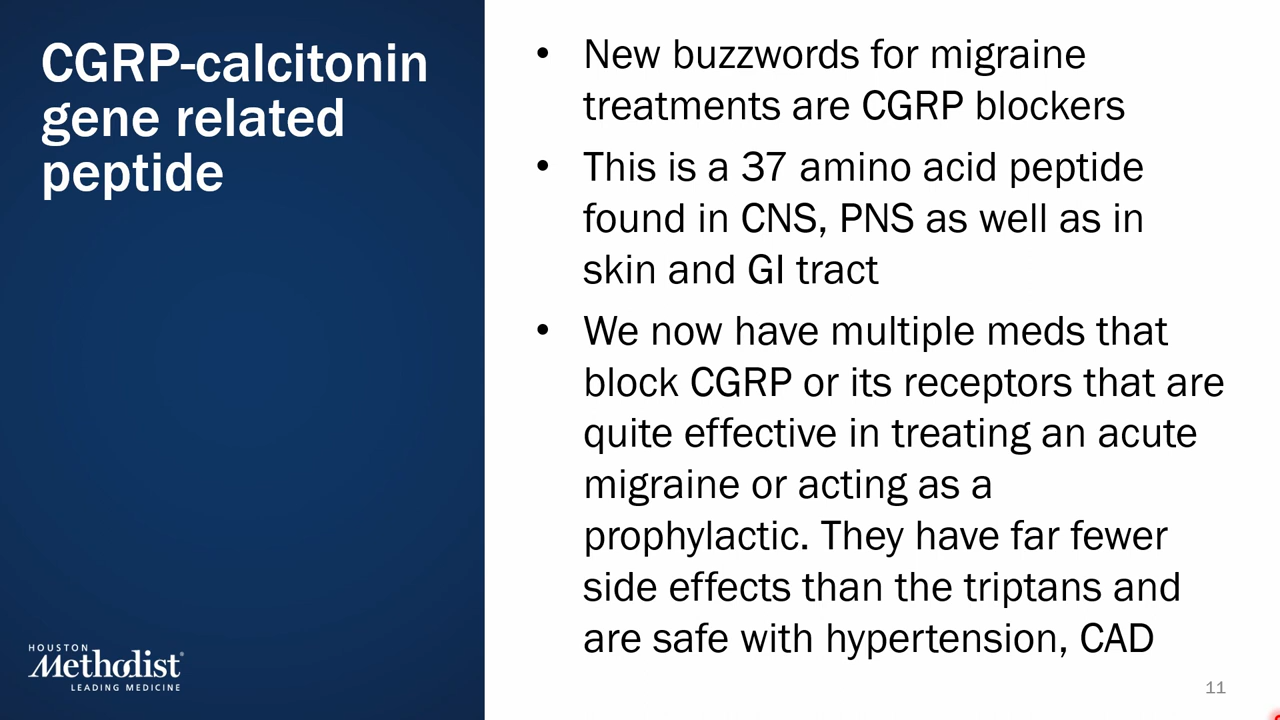 CGRP-calcitonin
gene related
peptide
• New buzzwords for migraine
treatments are CGRP blockers
• This is a 37 amino acid peptide
found in CNS, PNS as well as in
skin and GI tract
• We now have multiple meds that
block CGRP or its receptors that are
quite effective in treating an acute
migraine or acting as a
prophylactic. They have far fewer
side effects than the triptans and
are safe with hypertension, CAD
HOUSTON
Methodist®
LEADING MEDICINE
11